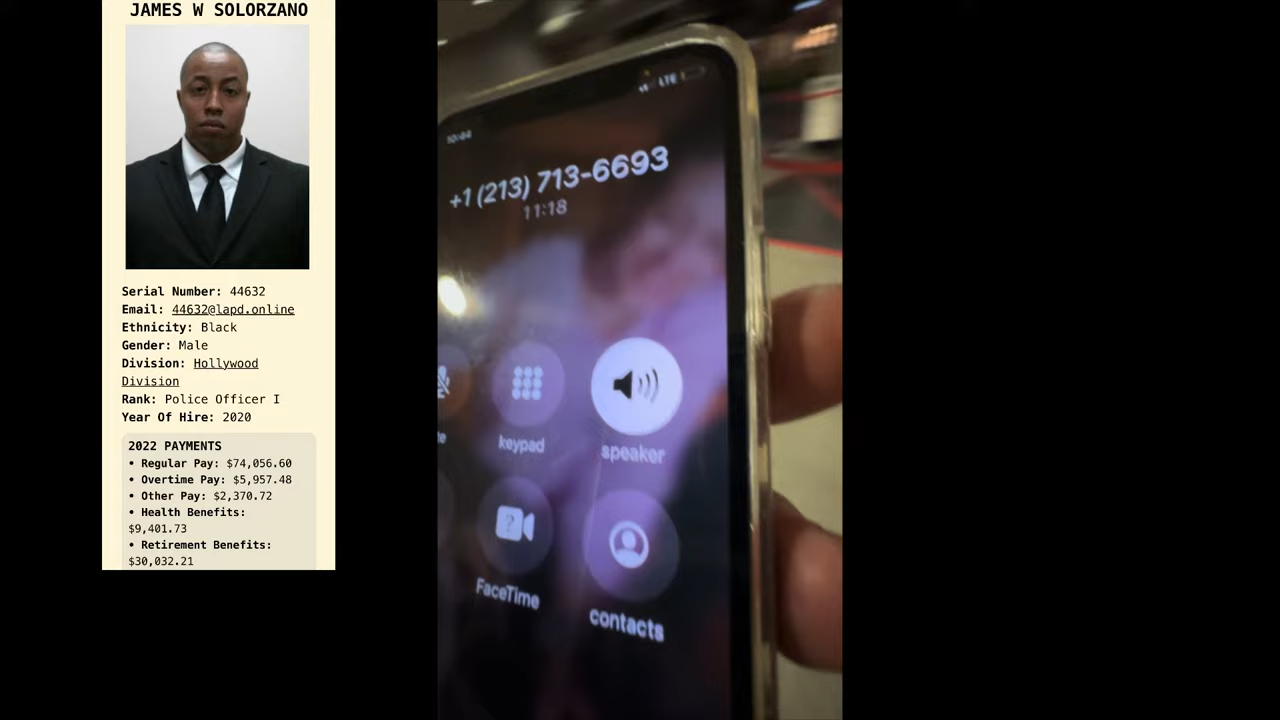 JAMES W SOLORZANO
Serial Number: 44632
Email: 44632@lapd.online
Ethnicity: Black
Gender: Male
Division: Hollywood
Division
Rank: Police Officer I
Year Of Hire: 2020
2022 PAYMENTS
• Regular Pay: $74,056.60
• Overtime Pay: $5,957.48
• Other Pay: $2,370.72
• Health Benefits:
$9,401.73
• Retirement Benefits:
$30,032.21
LTE
+1 (213) 713-6693
11:18
keypad
speaker
FaceTime
contacts